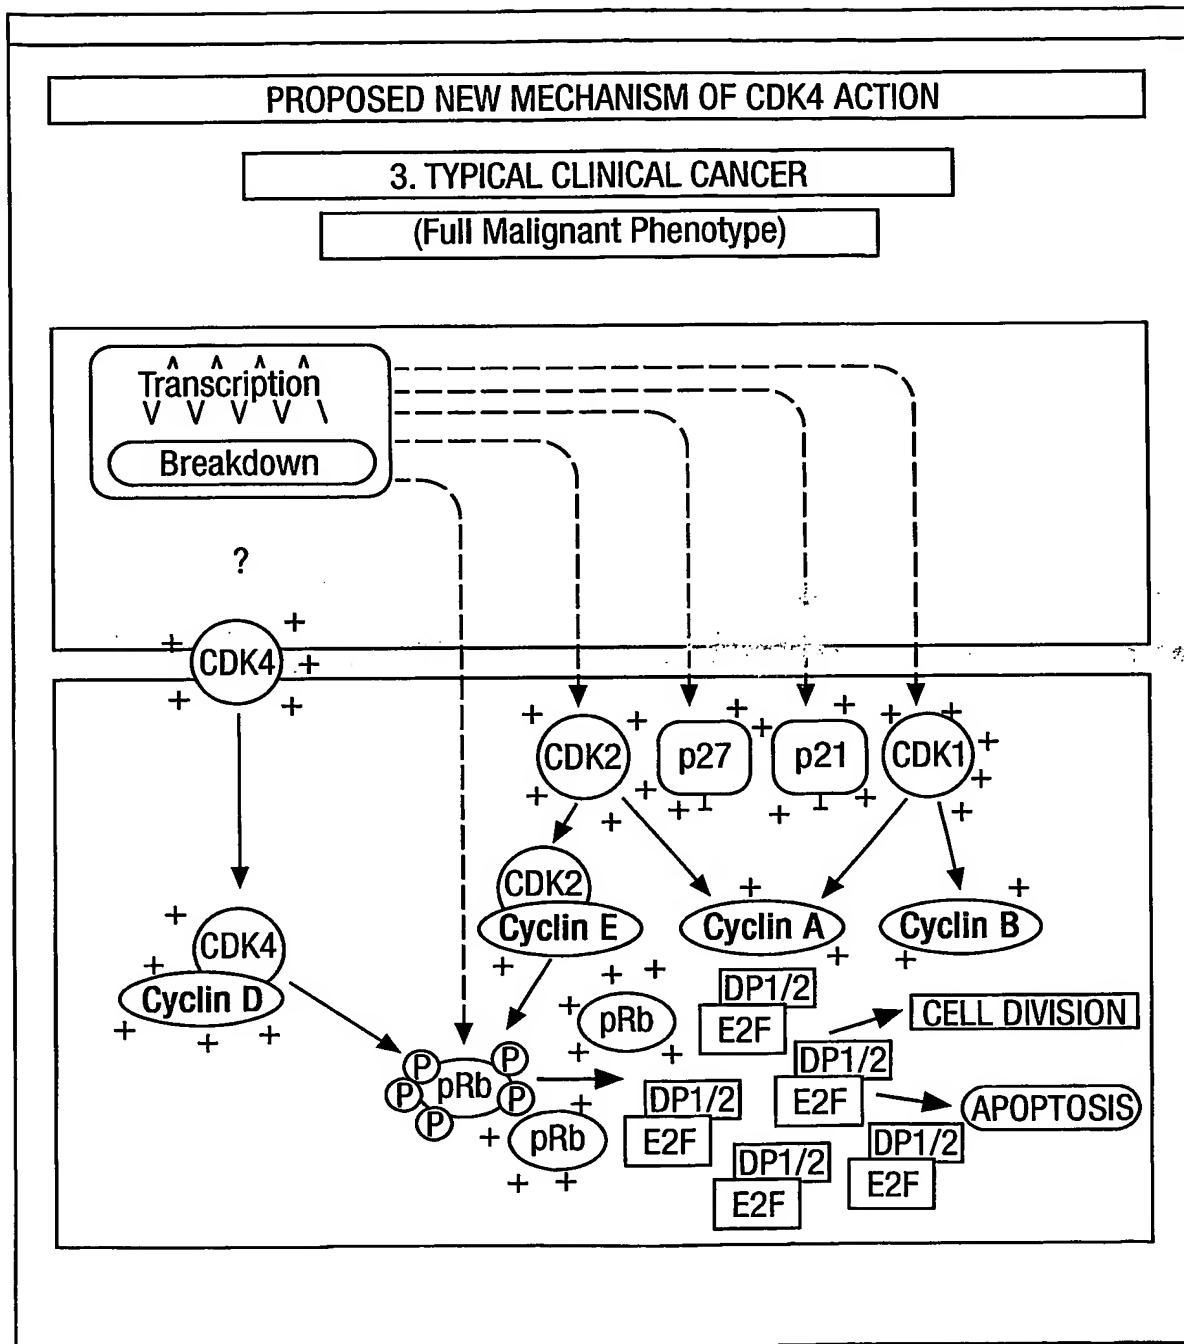 PROPOSED NEW MECHANISM OF CDK4 ACTION
3. TYPICAL CLINICAL CANCER
(Full Malignant Phenotype)
^ ^ ^ ^
Transcription
V V V V \
Breakdown
?
+ +
CDK4 +
+ +
+ + + + + +
CDK2 p27 p21 CDK1 +
+ + + + + + +
+
CDK2
+ +
Cyclin E Cyclin A Cyclin B
+ + +
+
CDK4
+
Cyclin D
+ + +
+ +
+ pRb
+ +
DP1/2
E2F
CELL DIVISION
P P
pRb
P P
P
DP1/2
E2F
DP1/2
E2F
APOPTOSIS
+
+ pRb
+ +
DP1/2
E2F
DP1/2
E2F